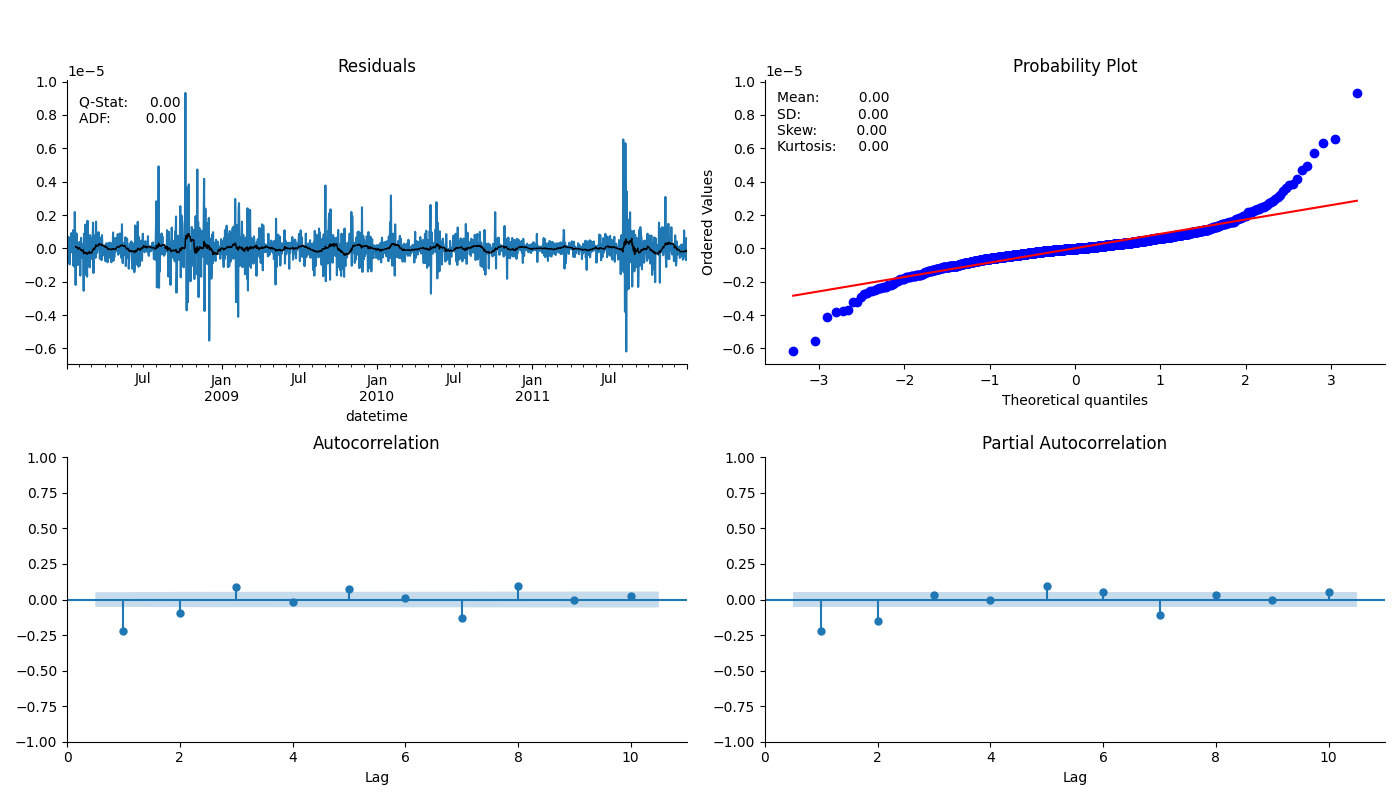 Residuals
1e−5
Q-Stat: 0.00
ADF: 0.00
1.0
0.8
0.6
0.4
0.2
0.0
−0.2
−0.4
−0.6
Jul Jan Jul Jan Jul Jan Jul
2009 2010 2011
datetime
Probability Plot
1e−5
Mean: 0.00
SD: 0.00
Skew: 0.00
Kurtosis: 0.00
Ordered Values
1.0
0.8
0.6
0.4
0.2
0.0
−0.2
−0.4
−0.6
−3 −2 −1 0 1 2 3
Theoretical quantiles
Autocorrelation
1.00
0.75
0.50
0.25
0.00
−0.25
−0.50
−0.75
−1.00
0 2 4 6 8 10
Lag
Partial Autocorrelation
1.00
0.75
0.50
0.25
0.00
−0.25
−0.50
−0.75
−1.00
0 2 4 6 8 10
Lag